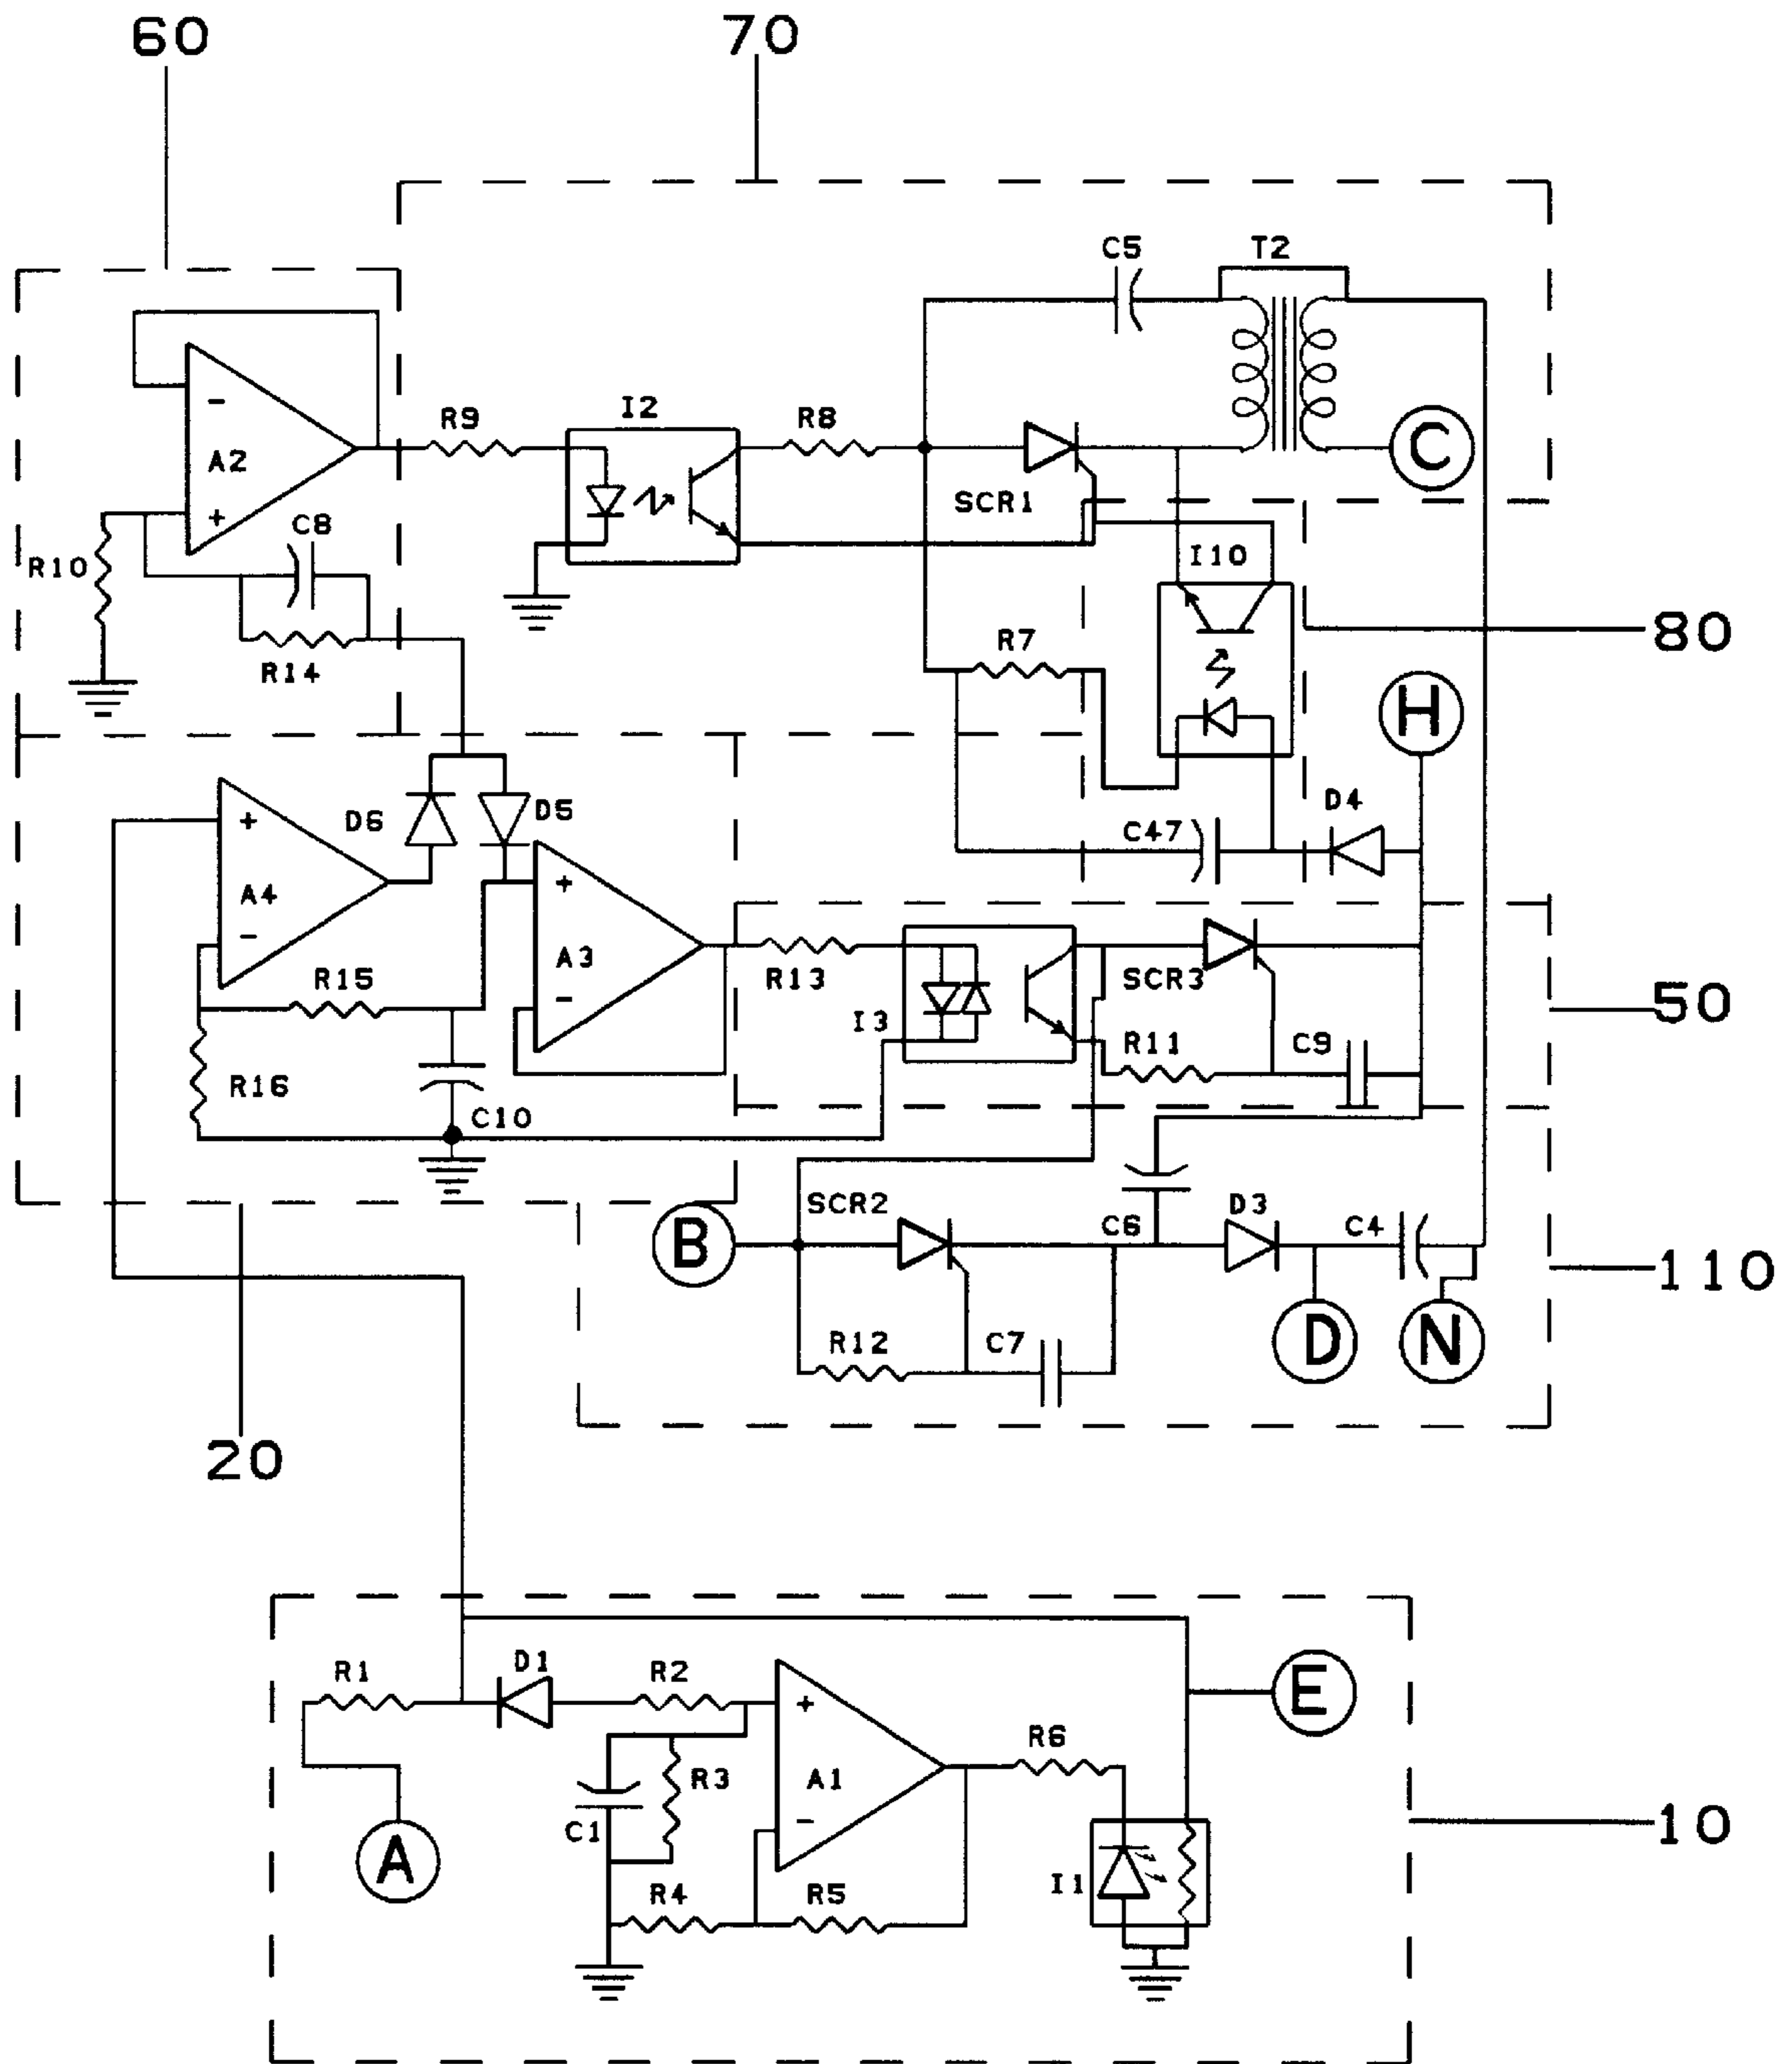 60
70
C5
T2
R9
I2
R8
C
A2
-
+
SCR1
C8
R10
I10
R14
R7
80
H
D6
D5
C47
D4
+
A4
-
+
A3
-
R15
R13
SCR3
I3
50
R11
C9
R16
C10
B
SCR2
C6
D3
C4
110
R12
C7
D
N
20
R1
D1
R2
E
+
R6
R3
A1
-
C1
10
A
I1
R4
R5